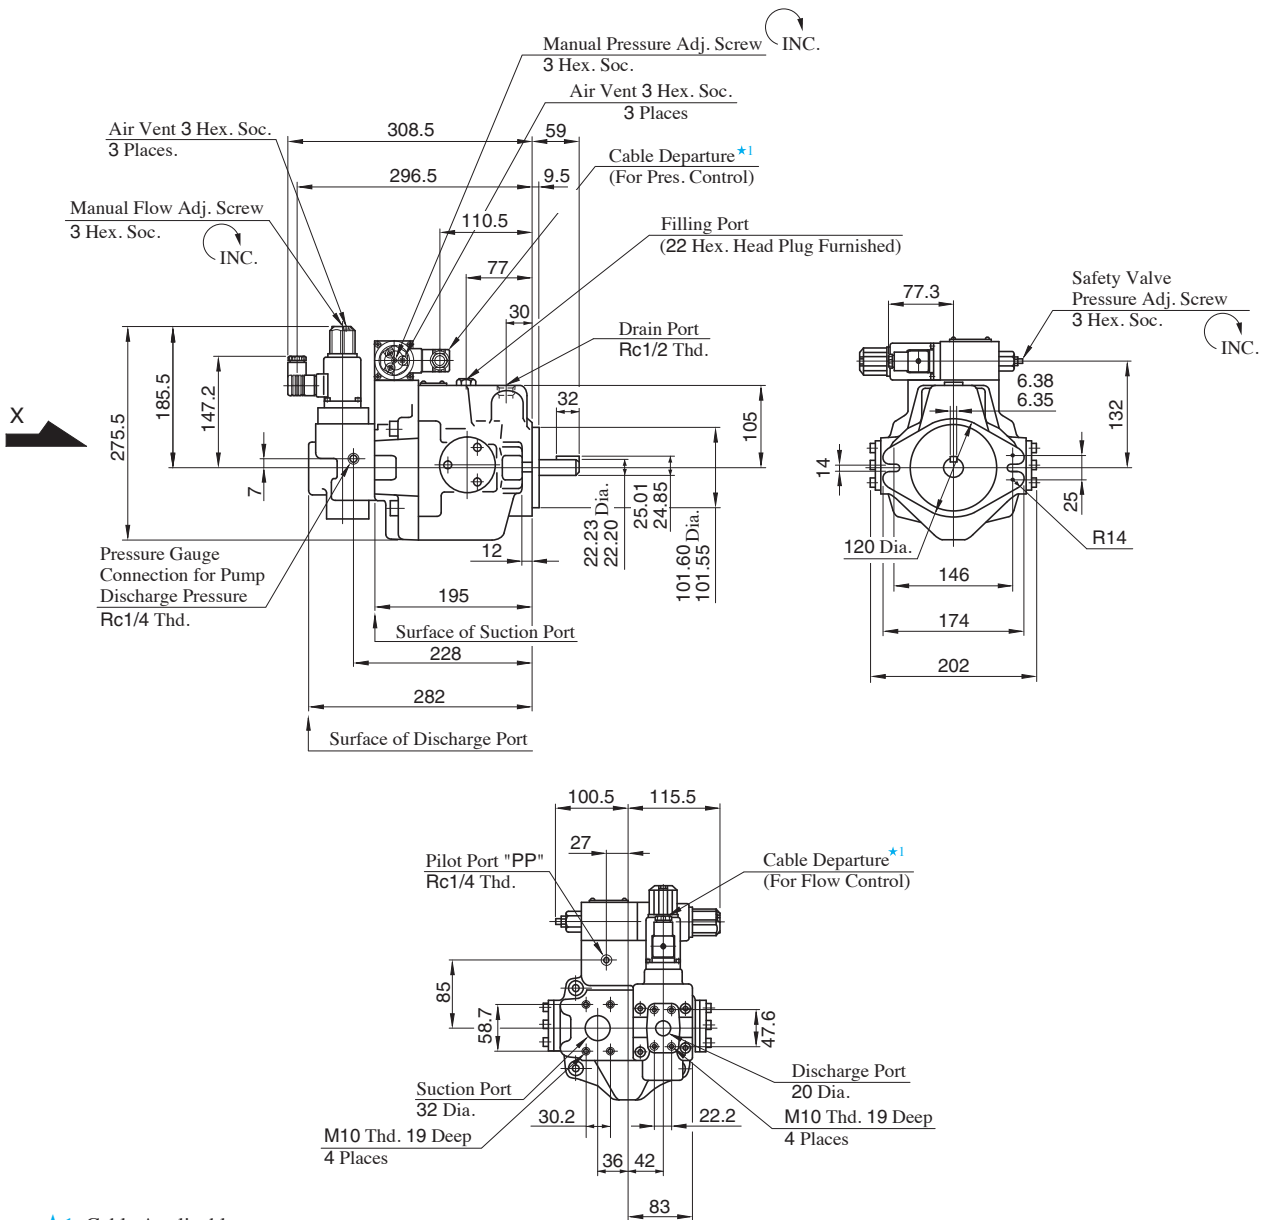 Manual Pressure Adj. Screw
3 Hex. Soc.
INC.
Air Vent 3 Hex. Soc.
3 Places
Air Vent 3 Hex. Soc.
3 Places.
308.5
59
Cable Departure★1
(For Pres. Control)
296.5
9.5
Manual Flow Adj. Screw
3 Hex. Soc.
INC.
110.5
Filling Port
(22 Hex. Head Plug Furnished)
77
30
Drain Port
Rc1/2 Thd.
Safety Valve
Pressure Adj. Screw
3 Hex. Soc.
INC.
77.3
X
275.5
185.5
147.2
7
32
105
6.38
6.35
132
14
25
22.23 Dia.
22.20
25.01
24.85
101.60 Dia.
101.55
12
120 Dia.
R14
146
174
202
Pressure Gauge
Connection for Pump
Discharge Pressure
Rc1/4 Thd.
195
Surface of Suction Port
228
282
Surface of Discharge Port
100.5
115.5
27
Pilot Port "PP"
Rc1/4 Thd.
Cable Departure★1
(For Flow Control)
85
58.7
47.6
Suction Port
32 Dia.
Discharge Port
20 Dia.
30.2
22.2
M10 Thd. 19 Deep
4 Places
M10 Thd. 19 Deep
4 Places
36
42
83